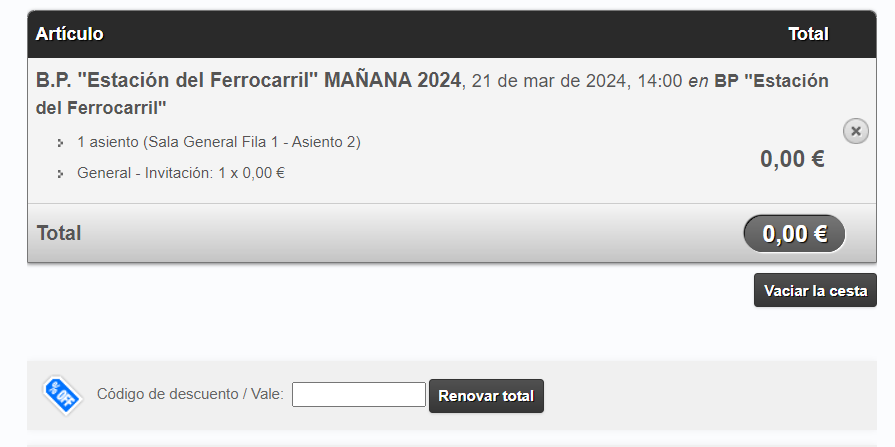 Artículo Total
B.P. "Estación del Ferrocarril" MAÑANA 2024, 21 de mar de 2024, 14:00 en BP "Estación
del Ferrocarril"
1 asiento (Sala General Fila 1 - Asiento 2)
0,00 €
General - Invitación: 1 x 0,00 €
Total 0,00 €
Vaciar la cesta
% OFF
Código de descuento / Vale: Renovar total